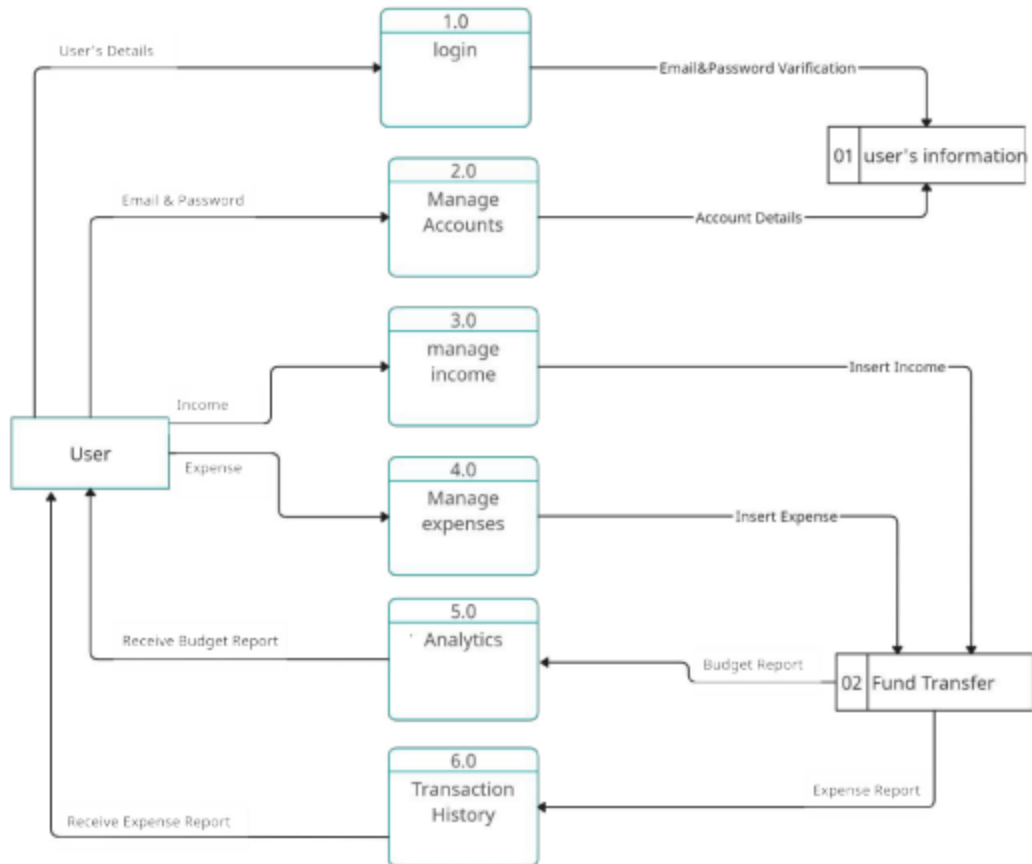 1.0
login
User's Details
Email&Password Varification
01 user's information
2.0
Manage
Accounts
Email & Password
Account Details
3.0
manage
income
Insert Income
Income
User
Expense
4.0
Manage
expenses
Insert Expense
5.0
Analytics
Receive Budget Report
Budget Report
02 Fund Transfer
6.0
Transaction
History
Expense Report
Receive Expense Report